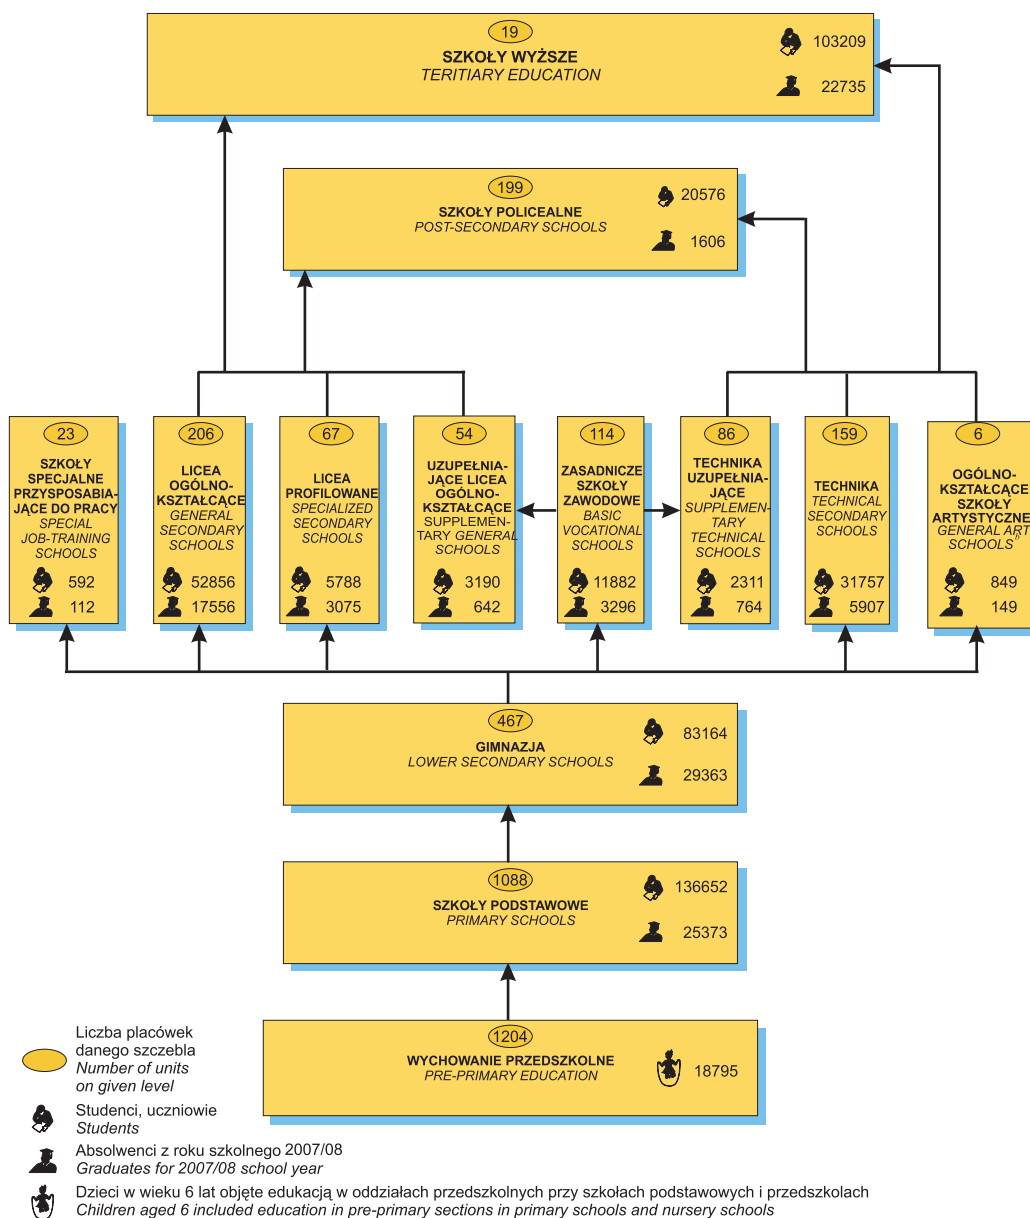 19
SZKOŁY WYŻSZE
TERITIARY EDUCATION
103209
22735
199
SZKOŁY POLICEALNE
POST-SECONDARY SCHOOLS
20576
1606
23
SZKOŁY
SPECJALNE
PRZYSPOSABIA-
JĄCE DO PRACY
SPECIAL
JOB-TRAINING
SCHOOLS
592
112
206
LICEA
OGÓLNO-
KSZTAŁCĄCE
GENERAL
SECONDARY
SCHOOLS
52856
17556
67
LICEA
PROFILOWANE
SPECIALIZED
SECONDARY
SCHOOLS
5788
3075
54
UZUPEŁNIA-
JĄCE LICEA
OGÓLNO-
KSZTAŁCĄCE
SUPPLEMEN-
TARY GENERAL
SCHOOLS
3190
642
114
ZASADNICZE
SZKOŁY
ZAWODOWE
BASIC
VOCATIONAL
SCHOOLS
11882
3296
86
TECHNIKA
UZUPEŁNIA-
JĄCE
SUPPLEMEN-
TARY
TECHNICAL
SCHOOLS
2311
764
159
TECHNIKA
TECHNICAL
SECONDARY
SCHOOLS
31757
5907
6
OGÓLNO-
KSZTAŁCĄCE
SZKOŁY
ARTYSTYCZNE
GENERAL ART
SCHOOLS
849
149
467
GIMNAZJA
LOWER SECONDARY SCHOOLS
83164
29363
1088
SZKOŁY PODSTAWOWE
PRIMARY SCHOOLS
136652
25373
1204
WYCHOWANIE PRZEDSZKOLNE
PRE-PRIMARY EDUCATION
18795
Liczba placówek
danego szczebla
Number of units
on given level
Studenci, uczniowie
Students
Absolwenci z roku szkolnego 2007/08
Graduates for 2007/08 school year
Dzieci w wieku 6 lat objęte edukacją w oddziałach przedszkolnych przy szkołach podstawowych i przedszkolach
Children aged 6 included education in pre-primary sections in primary schools and nursery schools